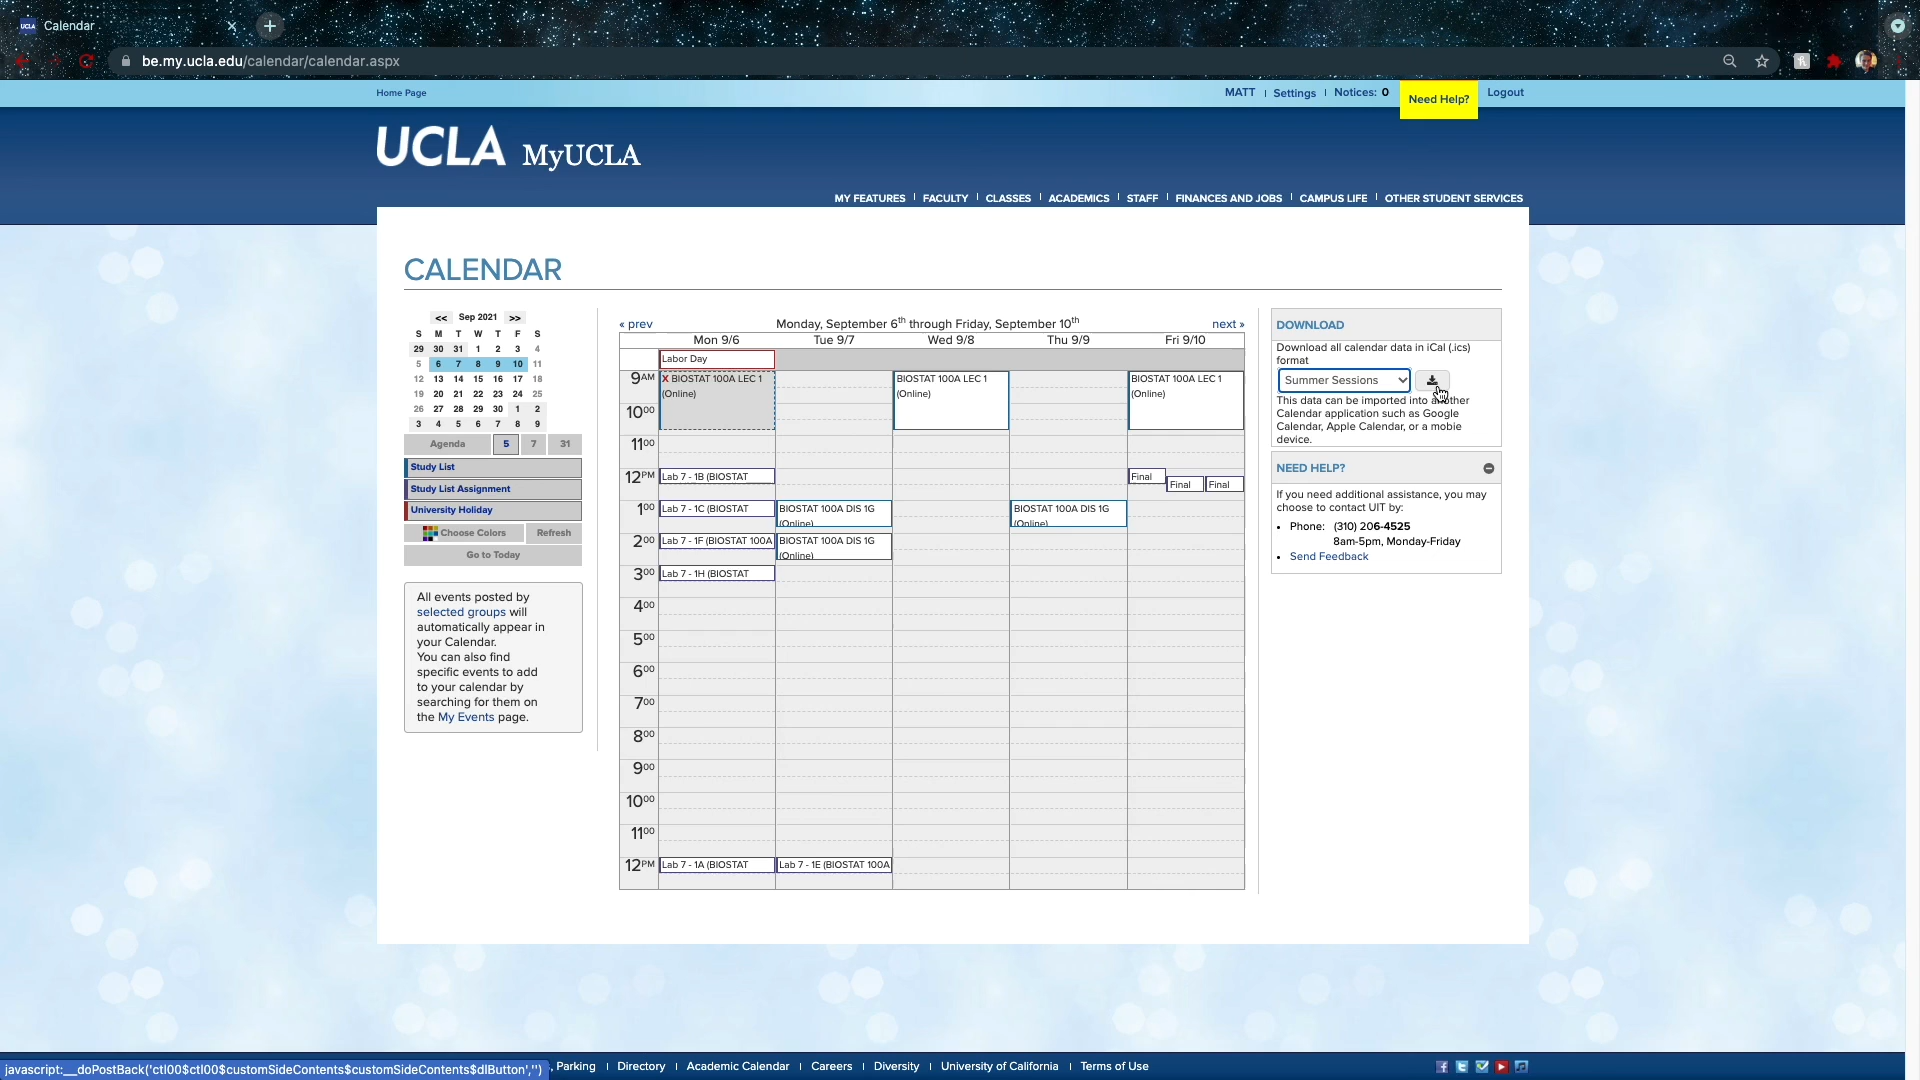 UCLA Calendar
be.my.ucla.edu/calendar/calendar.aspx
Home Page
MATT Settings Notices: 0 Need Help? Logout
UCLA MyUCLA
MY FEATURES FACULTY CLASSES ACADEMICS STAFF FINANCES AND JOBS CAMPUS LIFE OTHER STUDENT SERVICES
CALENDAR
<< Sep 2021 >>
S M T W T F S
29 30 31 1 2 3 4
5 6 7 8 9 10 11
12 13 14 15 16 17 18
19 20 21 22 23 24 25
26 27 28 29 30 1 2
3 4 5 6 7 8 9
Agenda 5 7 31
Study List
Study List Assignment
University Holiday
Choose Colors Refresh
Go to Today
All events posted by
selected groups will
automatically appear in
your Calendar.
You can also find
specific events to add
to your calendar by
searching for them on
the My Events page.
« prev Monday, September 6th through Friday, September 10th next »
Mon 9/6 Tue 9/7 Wed 9/8 Thu 9/9 Fri 9/10
Labor Day
9AM X BIOSTAT 100A LEC 1 BIOSTAT 100A LEC 1 BIOSTAT 100A LEC 1
(Online) (Online) (Online)
1000
1100
12PM Lab 7 - 1B (BIOSTAT Final Final Final
100 Lab 7 - 1C (BIOSTAT BIOSTAT 100A DIS 1G BIOSTAT 100A DIS 1G
(Online) (Online)
200 Lab 7 - 1F (BIOSTAT 100A BIOSTAT 100A DIS 1G
(Online)
300 Lab 7 - 1H (BIOSTAT
400
500
600
700
800
900
1000
1100
12PM Lab 7 - 1A (BIOSTAT Lab 7 - 1E (BIOSTAT 100A
DOWNLOAD
Download all calendar data in iCal (.ics)
format
Summer Sessions
This data can be imported into another
Calendar application such as Google
Calendar, Apple Calendar, or a mobie
device.
NEED HELP?
If you need additional assistance, you may
choose to contact UIT by:
• Phone: (310) 206-4525
8am-5pm, Monday-Friday
• Send Feedback
javascript:__doPostBack('ctl00$ctl00$customSideContents$customSideContents$dlButton','') , Parking Directory Academic Calendar Careers Diversity University of California Terms of Use